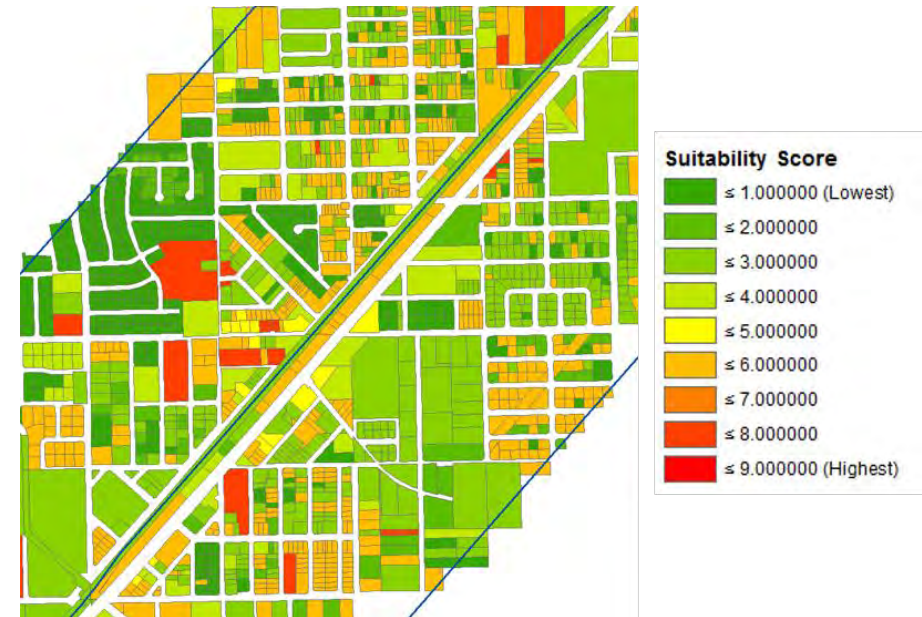 Suitability Score
≤ 1.000000 (Lowest)
≤ 2.000000
≤ 3.000000
≤ 4.000000
≤ 5.000000
≤ 6.000000
≤ 7.000000
≤ 8.000000
≤ 9.000000 (Highest)